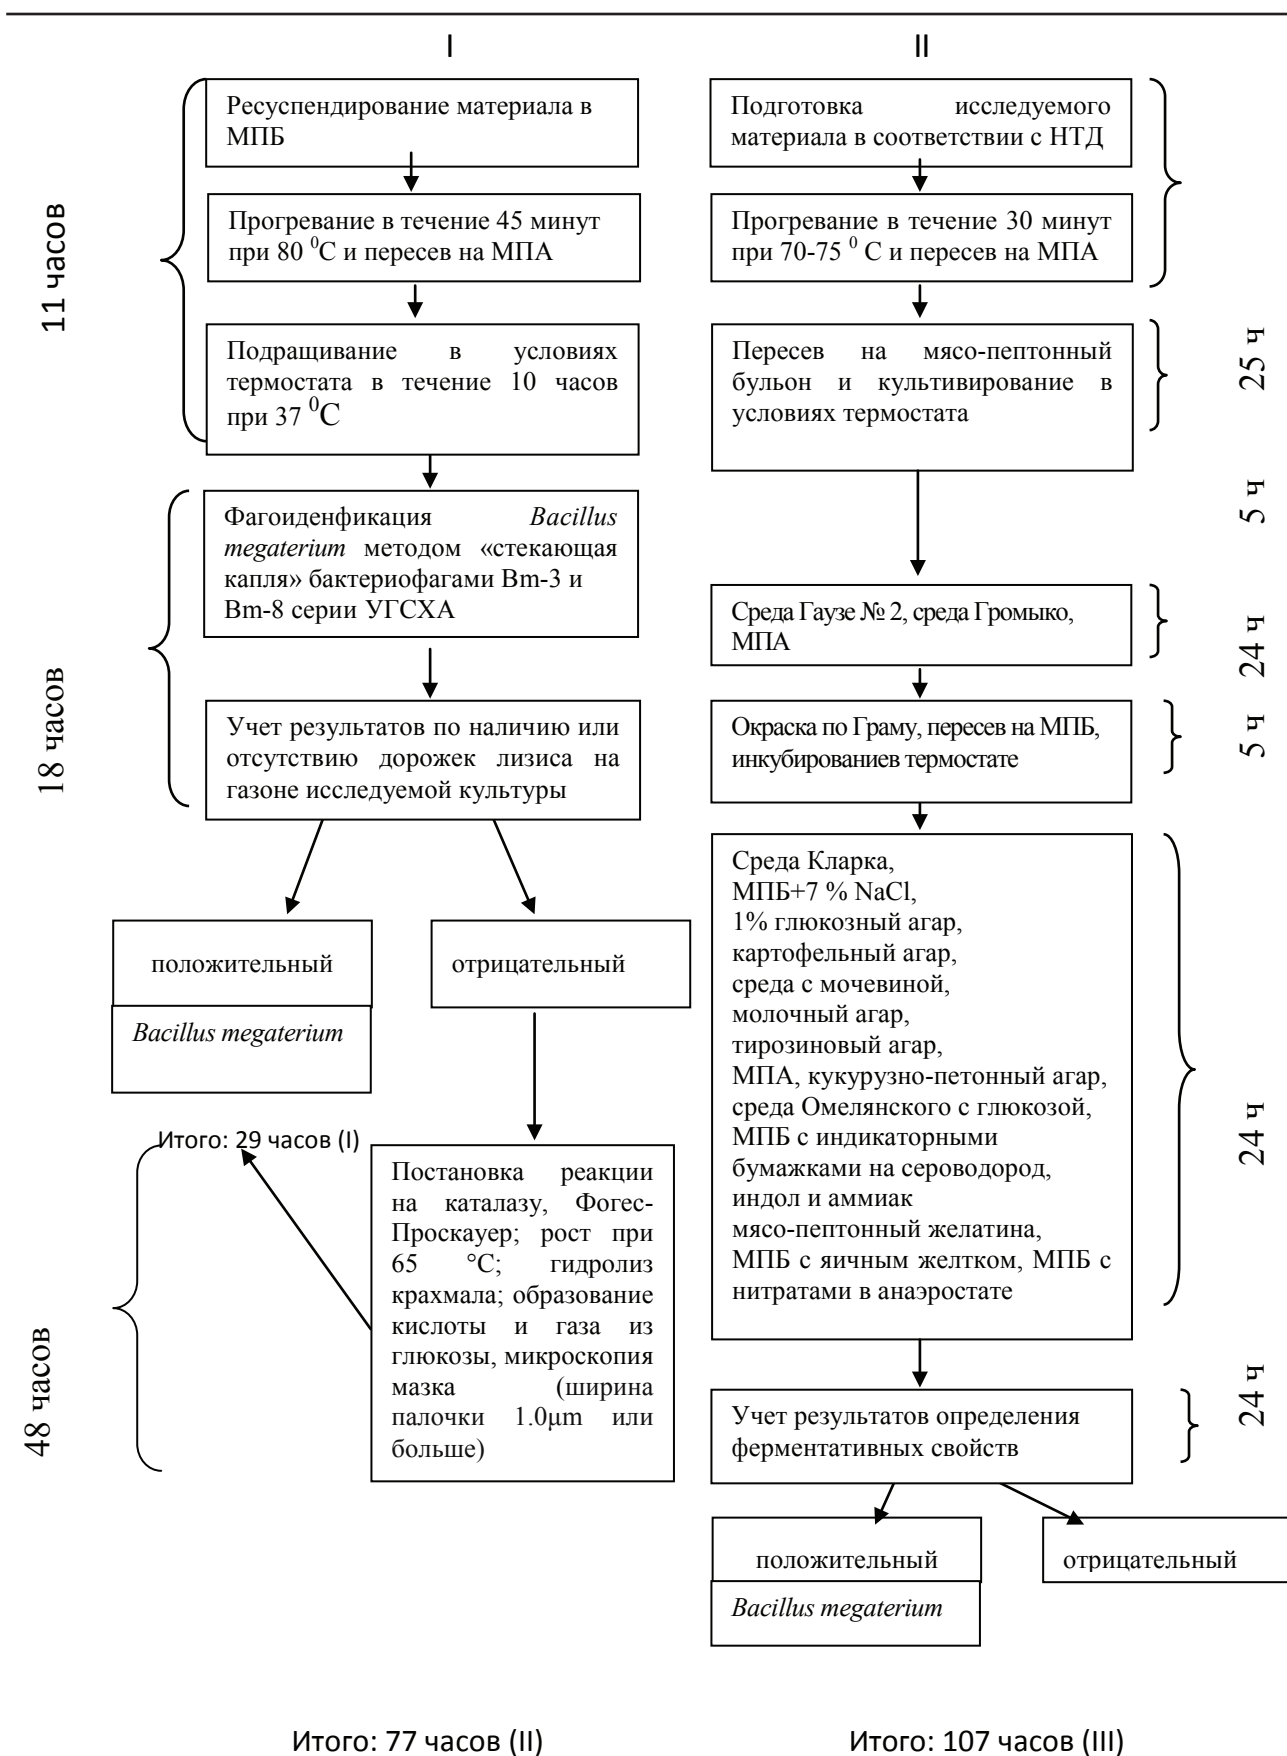 I
II
11 часов
Ресуспендирование материала в
МПБ
Прогревание в течение 45 минут
при 80 ⁰С и пересев на МПА
Подращивание в условиях
термостата в течение 10 часов
при 37 ⁰С
18 часов
Фагоиденфикация Bacillus
megaterium методом «стекающая
капля» бактериофагами Bm-3 и
Bm-8 серии УГСХА
Учет результатов по наличию или
отсутствию дорожек лизиса на
газоне исследуемой культуры
положительный
Bacillus megaterium
отрицательный
Итого: 29 часов (I)
48 часов
Постановка реакции
на каталазу, Фогес-
Проскауер; рост при
65 °С; гидролиз
крахмала; образование
кислоты и газа из
глюкозы, микроскопия
мазка (ширина
палочки 1.0μm или
больше)
Итого: 77 часов (II)
Подготовка исследуемого
материала в соответствии с НТД
Прогревание в течение 30 минут
при 70-75 ⁰ С и пересев на МПА
25 ч
Пересев на мясо-пептонный
бульон и культивирование в
условиях термостата
5 ч
Среда Гаузе № 2, среда Громыко,
МПА
24 ч
Окраска по Граму, пересев на МПБ,
инкубированиев термостате
5 ч
Среда Кларка,
МПБ+7 % NaCl,
1% глюкозный агар,
картофельный агар,
среда с мочевиной,
молочный агар,
тирозиновый агар,
МПА, кукурузно-петонный агар,
среда Омелянского с глюкозой,
МПБ с индикаторными
бумажками на сероводород,
индол и аммиак
мясо-пептонный желатина,
МПБ с яичным желтком, МПБ с
нитратами в анаэростате
24 ч
Учет результатов определения
ферментативных свойств
24 ч
положительный
Bacillus megaterium
отрицательный
Итого: 107 часов (III)